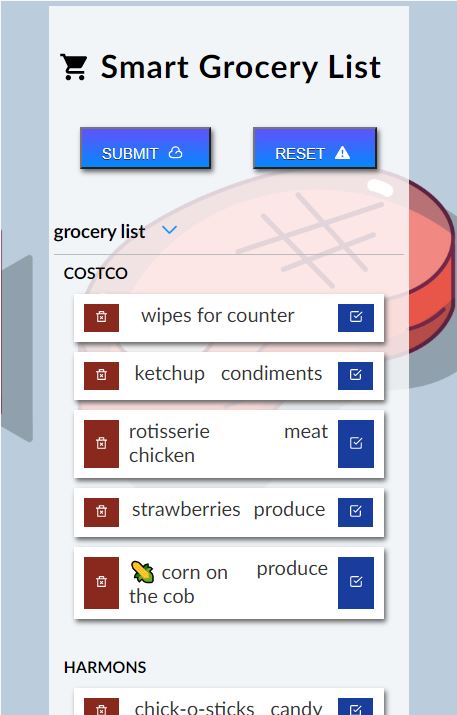 Smart Grocery List
SUBMIT
RESET
grocery list
COSTCO
wipes for counter
ketchup condiments
rotisserie meat
chicken
strawberries produce
🌽 corn on produce
the cob
HARMONS
chick-o-sticks candy